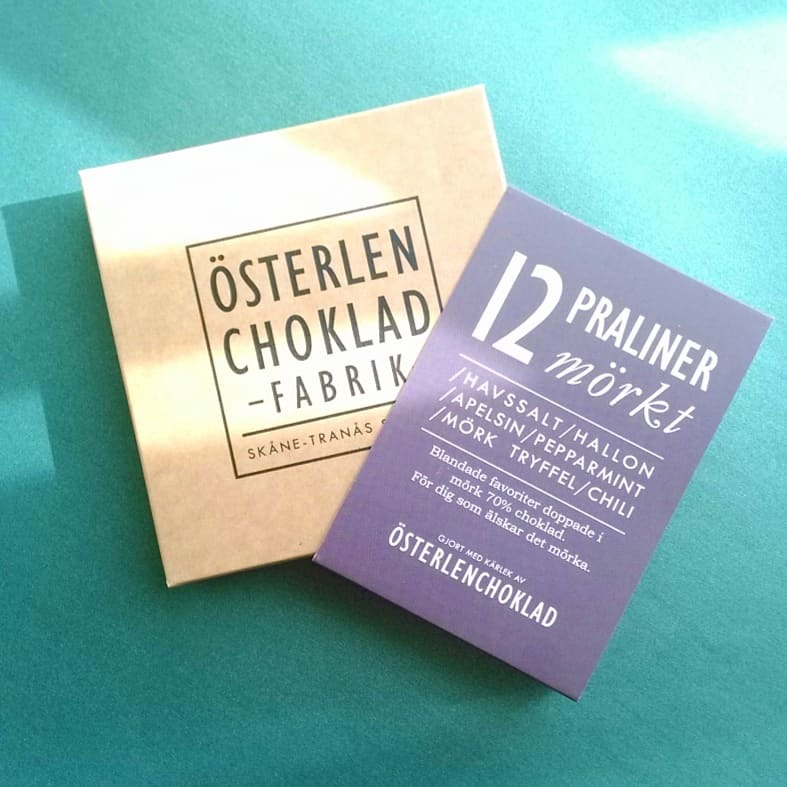 ÖSTERLEN
CHOKLAD
–FABRIK
SKÅNE-TRANÅS
12 PRALINER
mörkt
/HAVSSALT/HALLON
/APELSIN/PEPPARMINT
/MÖRK TRYFFEL/CHILI
Blandade favoriter doppade i
mörk 70% choklad.
För dig som älskar det mörka.
GJORT MED KÄRLEK AV
ÖSTERLENCHOKLAD